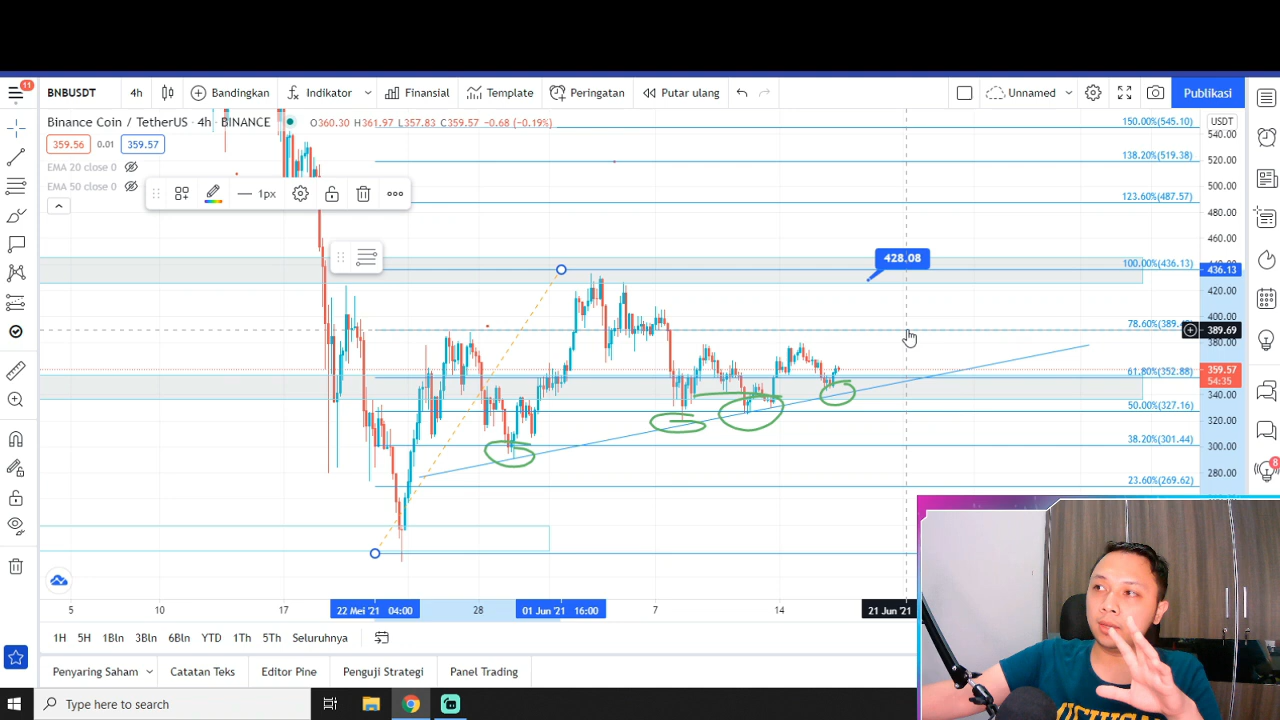 11
BNBUSDT 4h Bandingkan Indikator Finansial Template Peringatan Putar ulang Unnamed Publikasi
Binance Coin / TetherUS · 4h · BINANCE O360.30 H361.97 L357.83 C359.57 -0.68 (-0.19%)
USDT
150.00%(545.10)
540.00
359.56 0.01 359.57
138.20%(519.38)
520.00
EMA 20 close 0
500.00
EMA 50 close 0
1px
123.60%(487.57)
480.00
460.00
428.08
100.00%(436.13)
436.13
420.00
400.00
78.60%(389.
389.69
380.00
61.80%(352.88)
359.57
54:35
340.00
50.00%(327.16)
320.00
38.20%(301.44)
300.00
8
23.60%(269.62)
280.00
5 10 17 22 Mei '21 04:00 28 01 Jun '21 16:00 7 14 21 Jun '21
1H 5H 1Bln 3Bln 6Bln YTD 1Th 5Th Seluruhnya
Penyaring Saham Catatan Teks Editor Pine Penguji Strategi Panel Trading
Type here to search